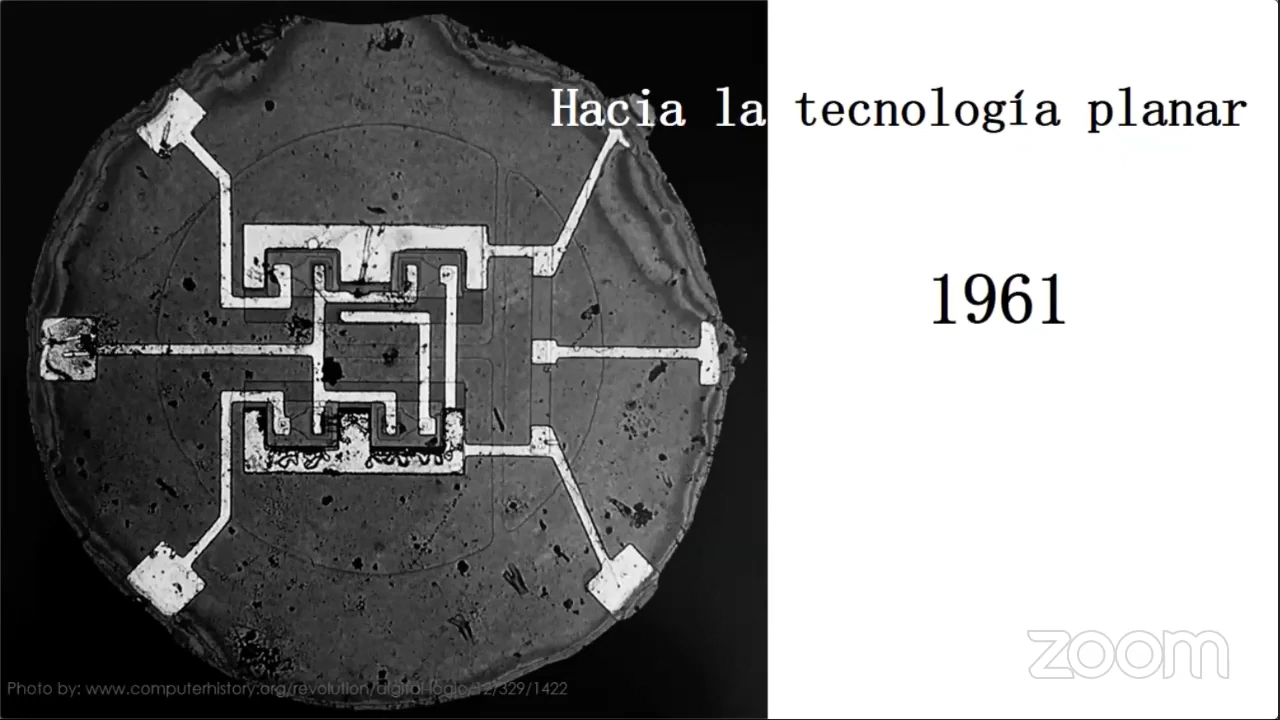 Hacia la tecnología planar
1961
zoom
Photo by: www.computerhistory.org/revolution/digital-logic/12/329/1422